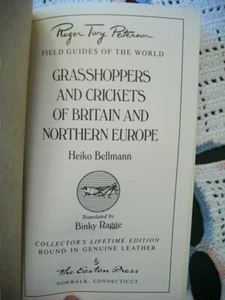 Roger Tory Peterson
FIELD GUIDES OF THE WORLD
GRASSHOPPERS
AND CRICKETS
OF BRITAIN AND
NORTHERN EUROPE
Heiko Bellmann
Translated by
Binky Ragge
COLLECTOR'S LIFETIME EDITION
BOUND IN GENUINE LEATHER
The Easton Press
NORWALK, CONNECTICUT